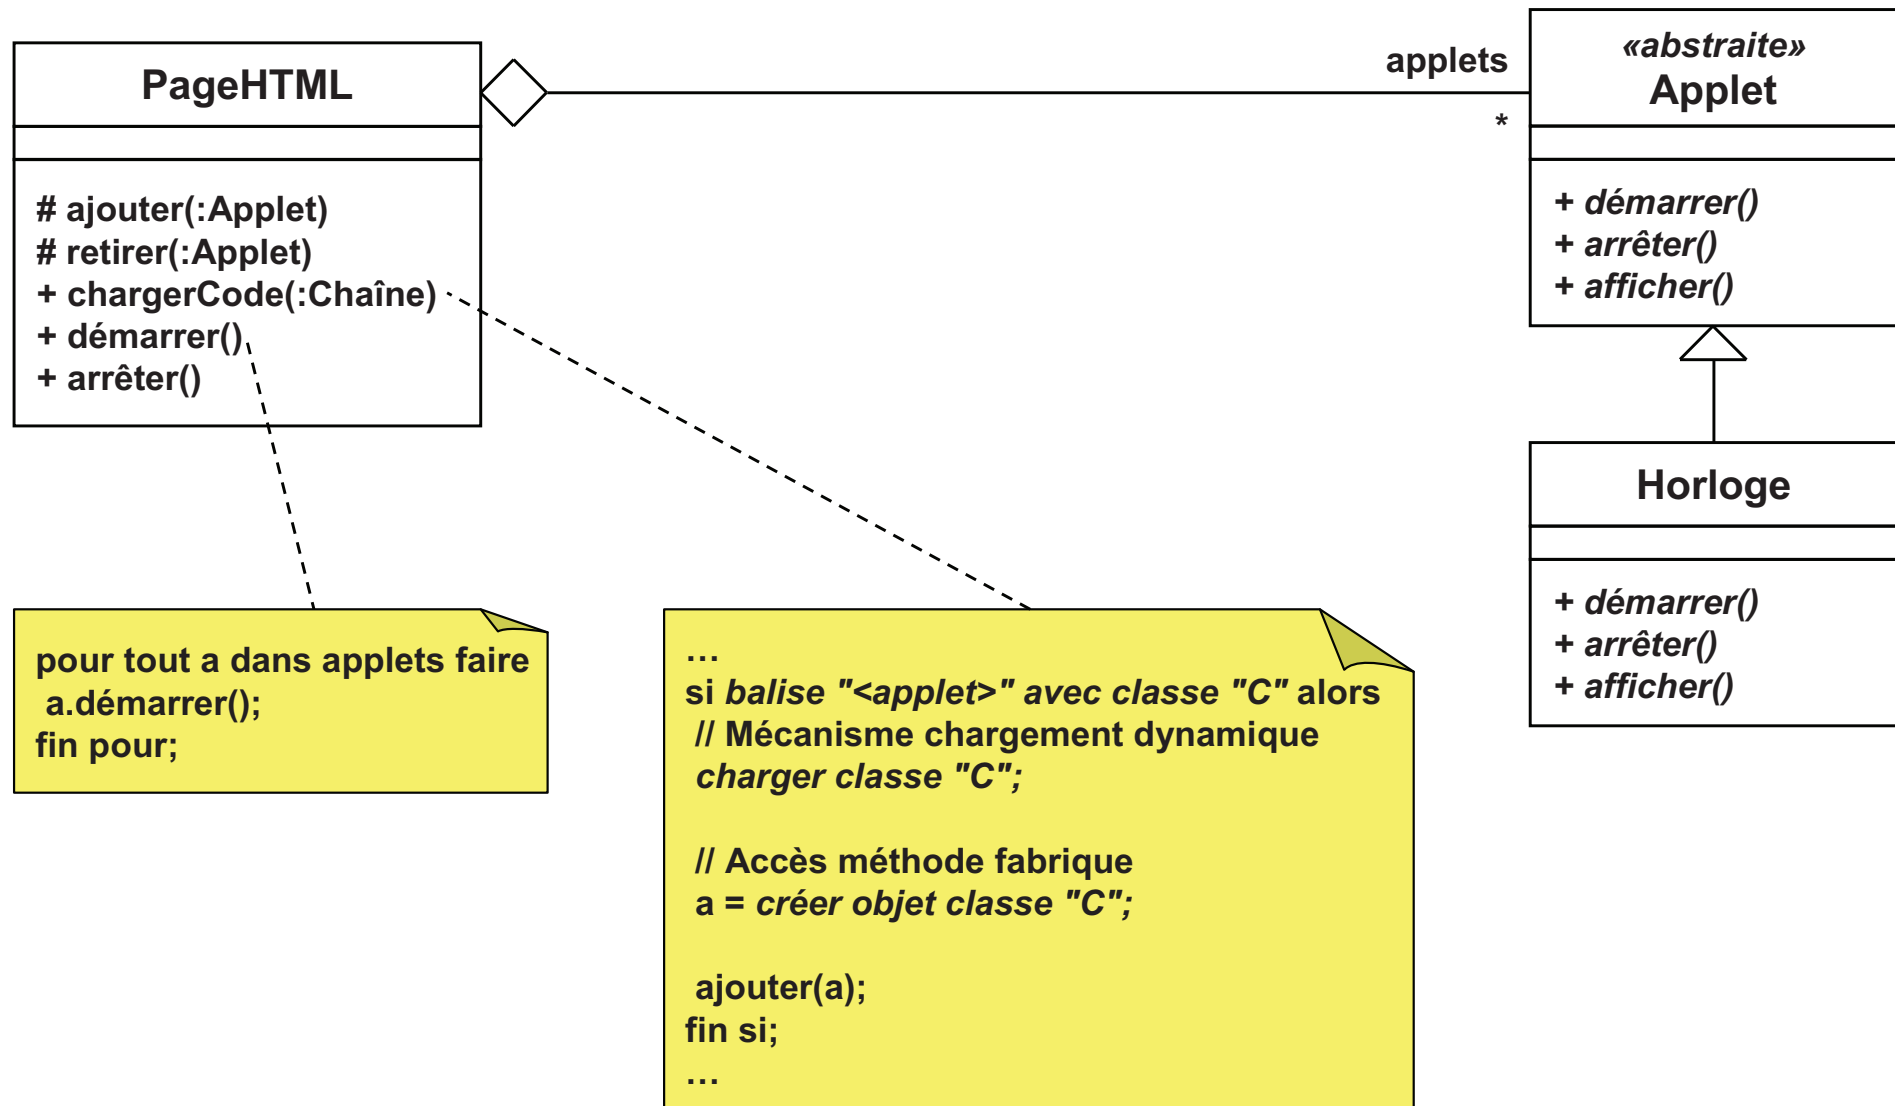 PageHTML
# ajouter(:Applet)
# retirer(:Applet)
+ chargerCode(:Chaîne)
+ démarrer()
+ arrêter()
applets
*
«abstraite»
Applet
+ démarrer()
+ arrêter()
+ afficher()
Horloge
+ démarrer()
+ arrêter()
+ afficher()
pour tout a dans applets faire
a.démarrer();
fin pour;
…
si balise "<applet>" avec classe "C" alors
// Mécanisme chargement dynamique
charger classe "C";
// Accès méthode fabrique
a = créer objet classe "C";
ajouter(a);
fin si;
…